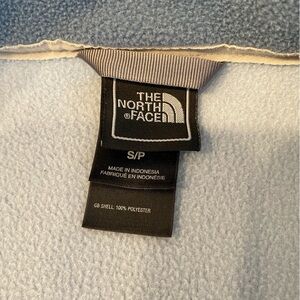 THE
NORTH
®FACE
S/P
MADE IN INDONESIA
FABRIQUÉ EN INDONÉSIE
GB SHELL: 100% POLYESTER